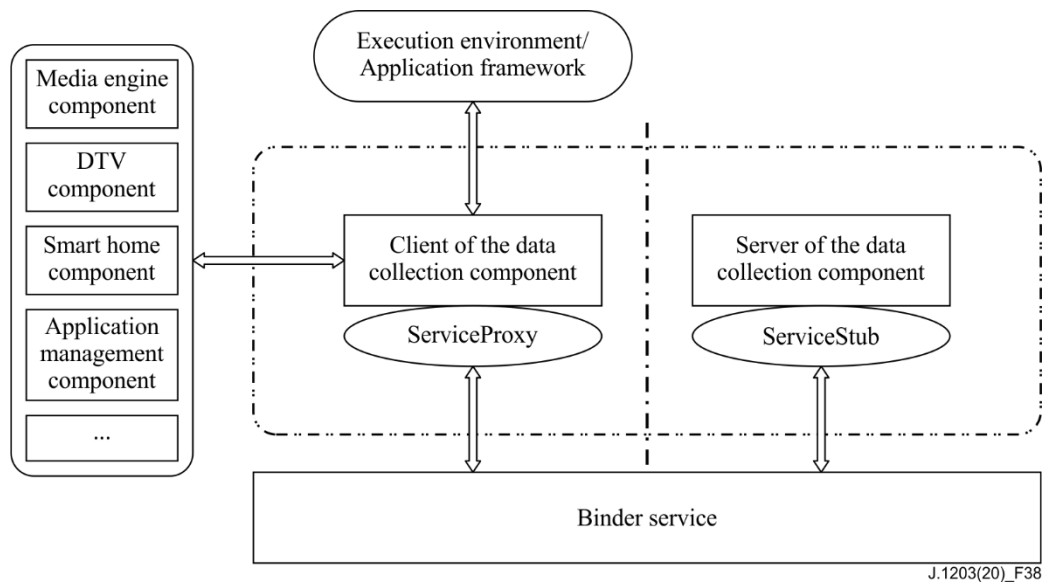 Execution environment/
Application framework
Media engine
component
DTV
component
Smart home
component
Application
management
component
...
Client of the data
collection component
ServiceProxy
Server of the data
collection component
ServiceStub
Binder service
J.1203(20)_F38